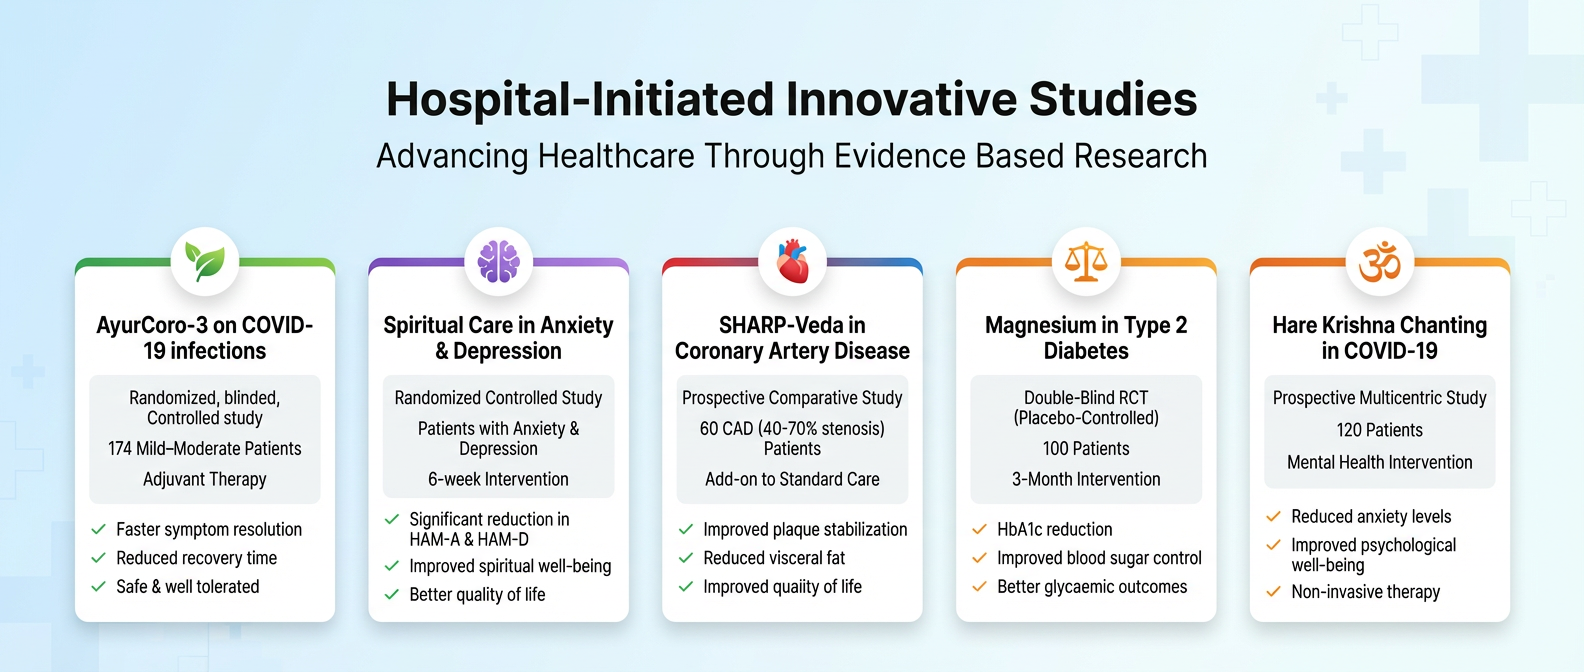 Hospital-Initiated Innovative Studies
Advancing Healthcare Through Evidence Based Research
AyurCoro-3 on COVID-
19 infections
Randomized, blinded,
Controlled study
174 Mild–Moderate Patients
Adjuvant Therapy
Faster symptom resolution
Reduced recovery time
Safe & well tolerated
Spiritual Care in Anxiety
& Depression
Randomized Controlled Study
Patients with Anxiety &
Depression
6-week Intervention
Significant reduction in
HAM-A & HAM-D
Improved spiritual well-being
Better quality of life
SHARP-Veda in
Coronary Artery Disease
Prospective Comparative Study
60 CAD (40-70% stenosis)
Patients
Add-on to Standard Care
Improved plaque stabilization
Reduced visceral fat
Improved quality of life
Magnesium in Type 2
Diabetes
Double-Blind RCT
(Placebo-Controlled)
100 Patients
3-Month Intervention
HbA1c reduction
Improved blood sugar control
Better glycaemic outcomes
ॐ
Hare Krishna Chanting
in COVID-19
Prospective Multicentric Study
120 Patients
Mental Health Intervention
Reduced anxiety levels
Improved psychological
well-being
Non-invasive therapy